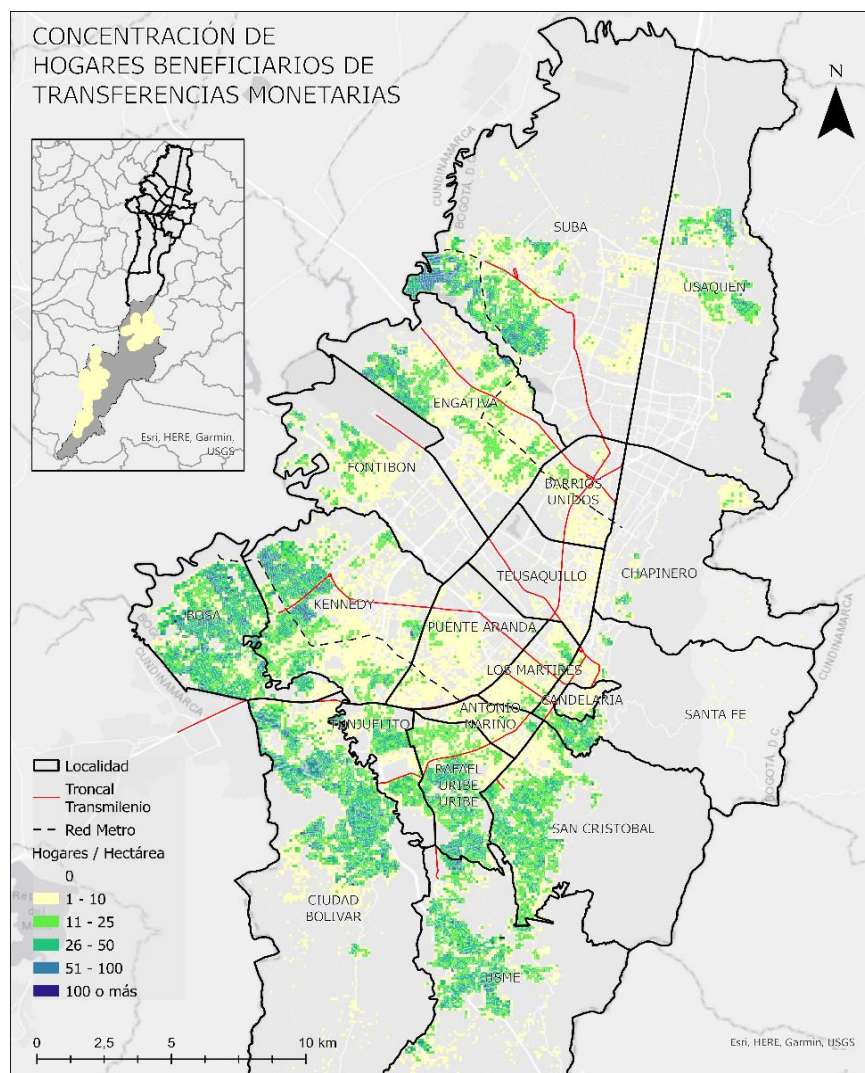 CONCENTRACIÓN DE
HOGARES BENEFICIARIOS DE
TRANSFERENCIAS MONETARIAS
N
Esri, HERE, Garmin,
USGS
CUNDINAMARCA
BOGOTÁ, D.C.
SUBA
USAQUEN
ENGATIVA
FONTIBON
BARRIOS
UNIDOS
TEUSAQUILLO
CHAPINERO
KENNEDY
BOSA
PUENTE ARANDA
LOS MARTIRES
CANDELARIA
ANTONIO
NARIÑO
TUNJUELITO
SANTA FE
CUNDINAMARCA
BOGOTÁ, D.C.
CUNDINAMARCA
RAFAEL
URIBE
URIBE
SAN CRISTOBAL
CIUDAD
BOLIVAR
USME
Localidad
Troncal
Transmilenio
Red Metro
Hogares / Hectárea
0
1 - 10
11 - 25
26 - 50
51 - 100
100 o más
0 2,5 5 10 km
Esri, HERE, Garmin, USGS